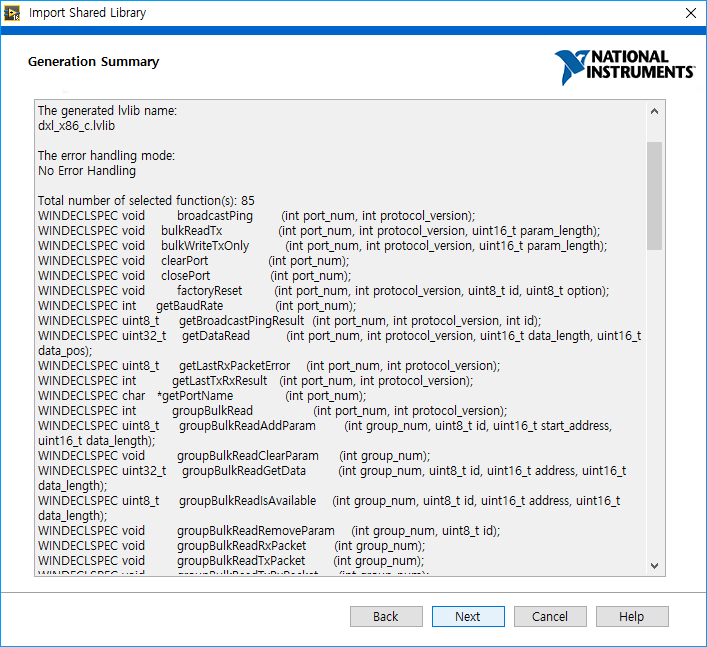 Import Shared Library
Generation Summary
NATIONAL
INSTRUMENTS
The generated lvlib name:
dxl_x86_c.lvlib
The error handling mode:
No Error Handling
Total number of selected function(s): 85
WINDECLSPEC void broadcastPing (int port_num, int protocol_version);
WINDECLSPEC void bulkReadTx (int port_num, int protocol_version, uint16_t param_length);
WINDECLSPEC void bulkWriteTxOnly (int port_num, int protocol_version, uint16_t param_length);
WINDECLSPEC void clearPort (int port_num);
WINDECLSPEC void closePort (int port_num);
WINDECLSPEC void factoryReset (int port_num, int protocol_version, uint8_t id, uint8_t option);
WINDECLSPEC int getBaudRate (int port_num);
WINDECLSPEC uint8_t getBroadcastPingResult (int port_num, int protocol_version, int id);
WINDECLSPEC uint32_t getDataRead (int port_num, int protocol_version, uint16_t data_length, uint16_t
data_pos);
WINDECLSPEC uint8_t getLastRxPacketError (int port_num, int protocol_version);
WINDECLSPEC int getLastTxRxResult (int port_num, int protocol_version);
WINDECLSPEC char *getPortName (int port_num);
WINDECLSPEC int groupBulkRead (int port_num, int protocol_version);
WINDECLSPEC uint8_t groupBulkReadAddParam (int group_num, uint8_t id, uint16_t start_address,
uint16_t data_length);
WINDECLSPEC void groupBulkReadClearParam (int group_num);
WINDECLSPEC uint32_t groupBulkReadGetData (int group_num, uint8_t id, uint16_t address, uint16_t
data_length);
WINDECLSPEC uint8_t groupBulkReadIsAvailable (int group_num, uint8_t id, uint16_t address, uint16_t
data_length);
WINDECLSPEC void groupBulkReadRemoveParam (int group_num, uint8_t id);
WINDECLSPEC void groupBulkReadRxPacket (int group_num);
WINDECLSPEC void groupBulkReadTxPacket (int group_num);
WINDECLSPEC void groupBulkReadTxRxPacket (int group_num);
Back
Next
Cancel
Help